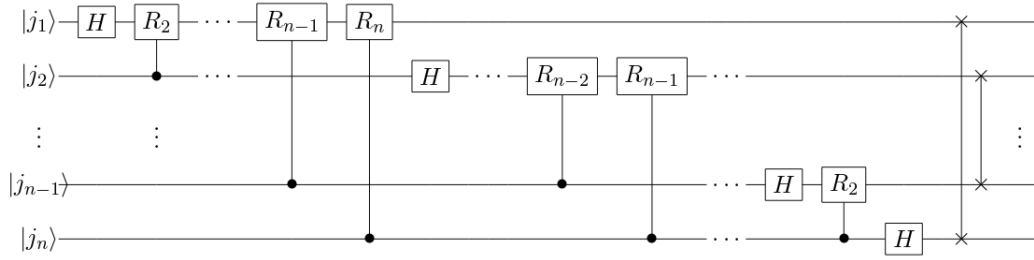 |j₁⟩ H R₂ ⋯ Rₙ₋₁ Rₙ
|j₂⟩ ⋯ H ⋯ Rₙ₋₂ Rₙ₋₁ ⋯
⋮ ⋮ ⋮
|jₙ₋₁⟩ ⋯ H R₂
|jₙ⟩ ⋯ H